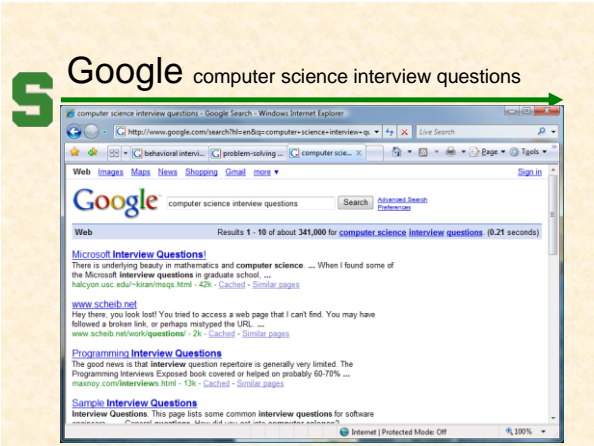 Google computer science interview questions
S
computer science interview questions - Google Search - Windows Internet Explorer
http://www.google.com/search?hl=en&q=computer+science+interview+qu Live Search
behavioral intervi... problem-solving ... computer scie... Page Tools
Web Images Maps News Shopping Gmail more Sign in
Google computer science interview questions Search Advanced Search
Preferences
Web Results 1 - 10 of about 341,000 for computer science interview questions. (0.21 seconds)
Microsoft Interview Questions!
There is underlying beauty in mathematics and computer science. ... When I found some of
the Microsoft interview questions in graduate school, ...
halcyon.usc.edu/~kiran/msqs.html - 42k - Cached - Similar pages
www.scheib.net
Hey there, you look lost! You tried to access a web page that I can't find. You may have
followed a broken link, or perhaps mistyped the URL. ...
www.scheib.net/work/questions/ - 2k - Cached - Similar pages
Programming Interview Questions
The good news is that interview question repertoire is generally very limited. The
Programming Interviews Exposed book covered or helped on probably 60-70% ...
maxnoy.com/interviews.html - 13k - Cached - Similar pages
Sample Interview Questions
Interview Questions. This page lists some common interview questions for software
engineers. ... General questions. How did you get into computer science?
Internet | Protected Mode: Off 100%